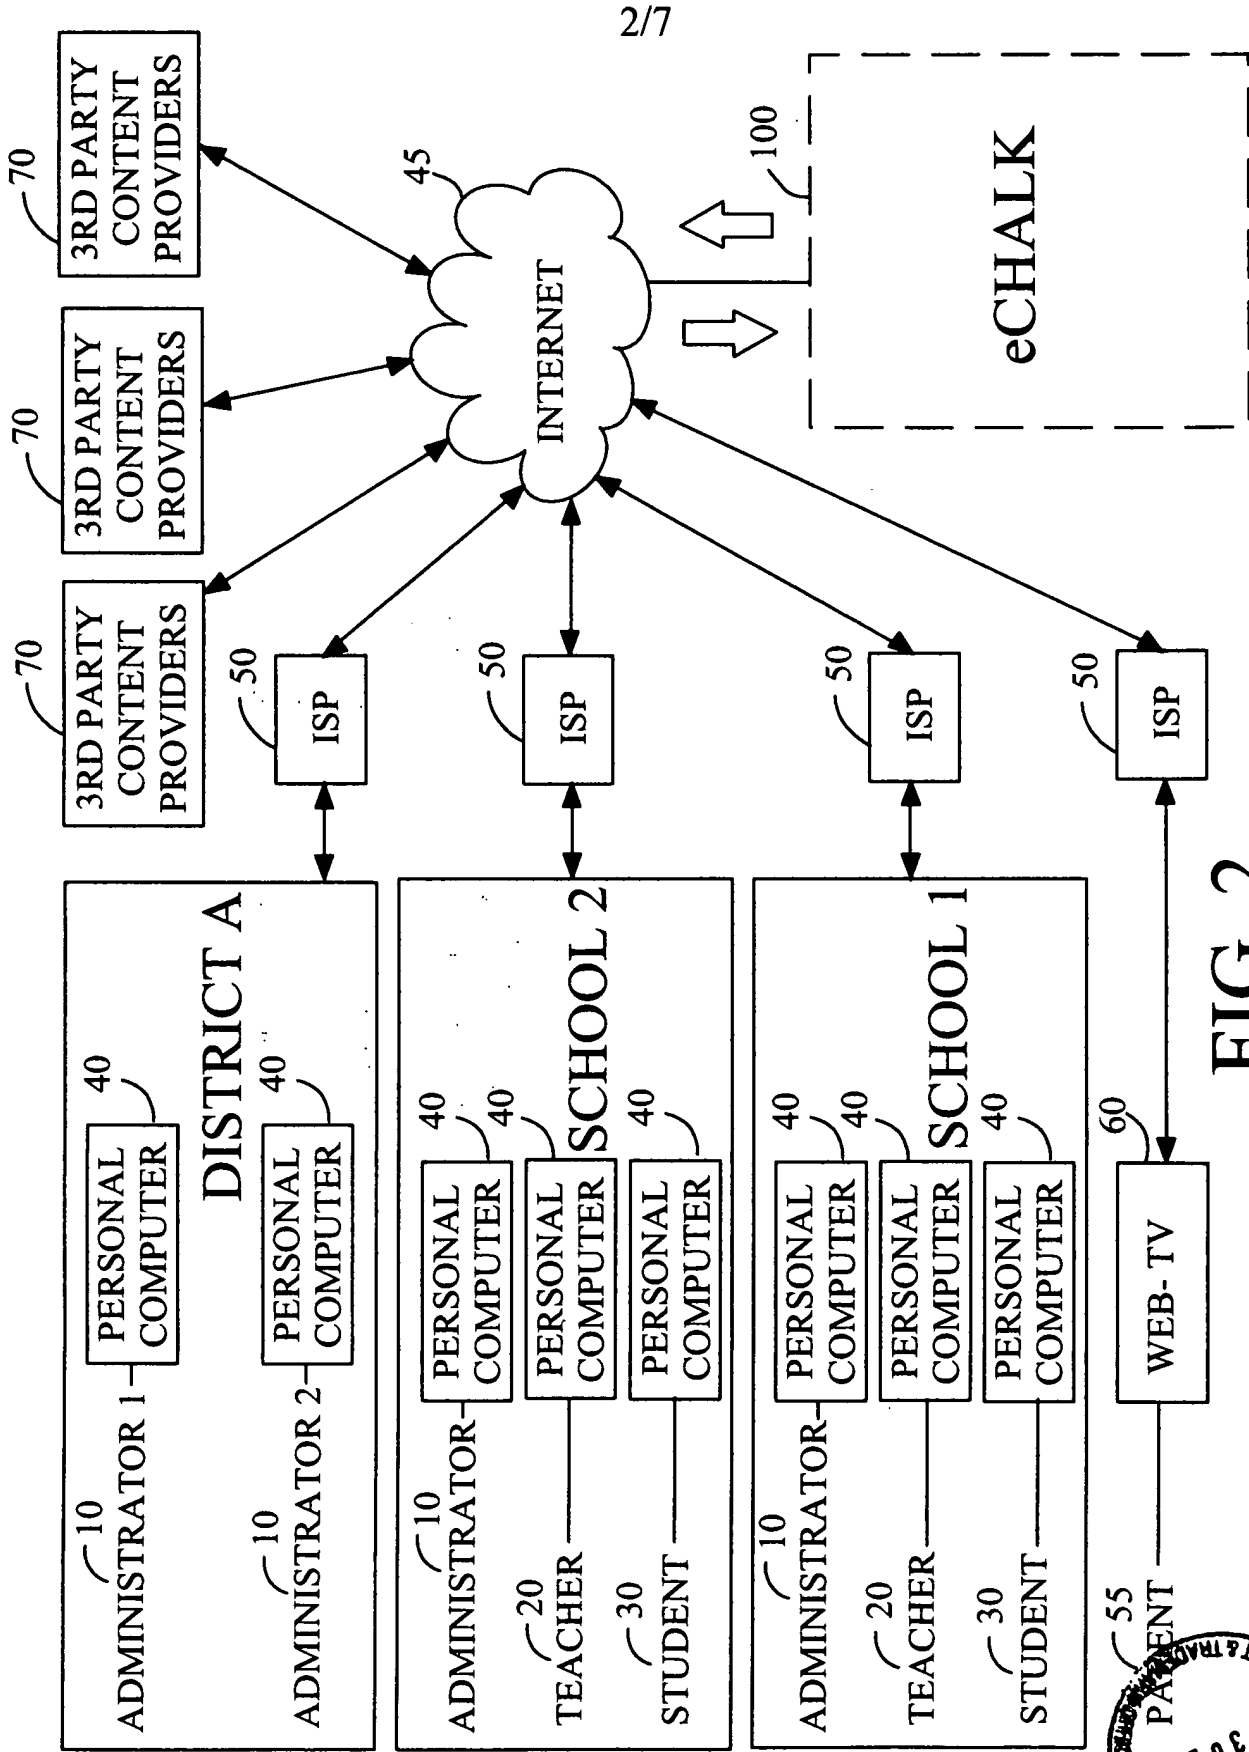 2/7
10
ADMINISTRATOR 1
PERSONAL
COMPUTER
40
DISTRICT A
10
ADMINISTRATOR 2
PERSONAL
COMPUTER
40
70
3RD PARTY
CONTENT
PROVIDERS
70
3RD PARTY
CONTENT
PROVIDERS
70
3RD PARTY
CONTENT
PROVIDERS
50
ISP
10
ADMINISTRATOR
PERSONAL
COMPUTER
40
20
TEACHER
PERSONAL
COMPUTER
40
SCHOOL 2
30
STUDENT
PERSONAL
COMPUTER
40
50
ISP
45
INTERNET
10
ADMINISTRATOR
PERSONAL
COMPUTER
40
20
TEACHER
PERSONAL
COMPUTER
40
SCHOOL 1
30
STUDENT
PERSONAL
COMPUTER
40
50
ISP
100
eCHALK
55
PARENT
WEB- TV
60
50
ISP
FIG. 2